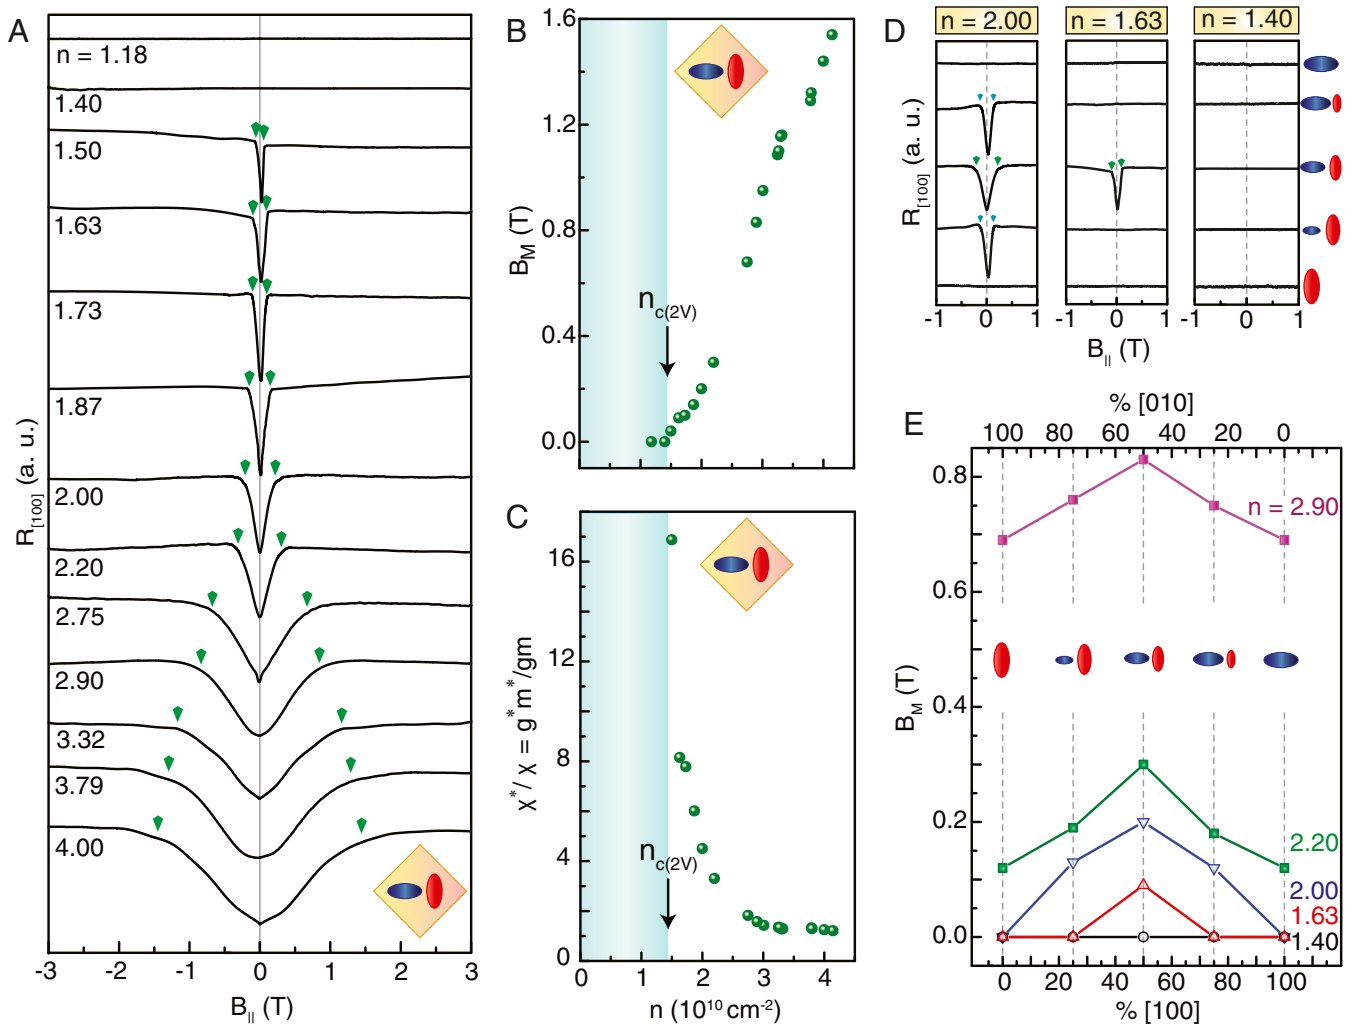 A
n = 1.18
1.40
1.50
1.63
1.73
1.87
2.00
2.20
2.75
2.90
3.32
3.79
4.00
R[100] (a. u.)
-3 -2 -1 0 1 2 3
B|| (T)
B
1.6
1.2
0.8
0.4
0.0
BM (T)
nc(2V)
C
16
12
8
4
0
χ*/ χ = g*m*/gm
nc(2V)
0 1 2 3 4
n (10¹⁰ cm⁻²)
D
n = 2.00 n = 1.63 n = 1.40
R[100] (a. u.)
-1 0 1 -1 0 1 -1 0 1
B|| (T)
E
% [010]
100 80 60 40 20 0
0.8
0.6
0.4
0.2
0.0
BM (T)
n = 2.90
2.20
2.00
1.63
1.40
0 20 40 60 80 100
% [100]